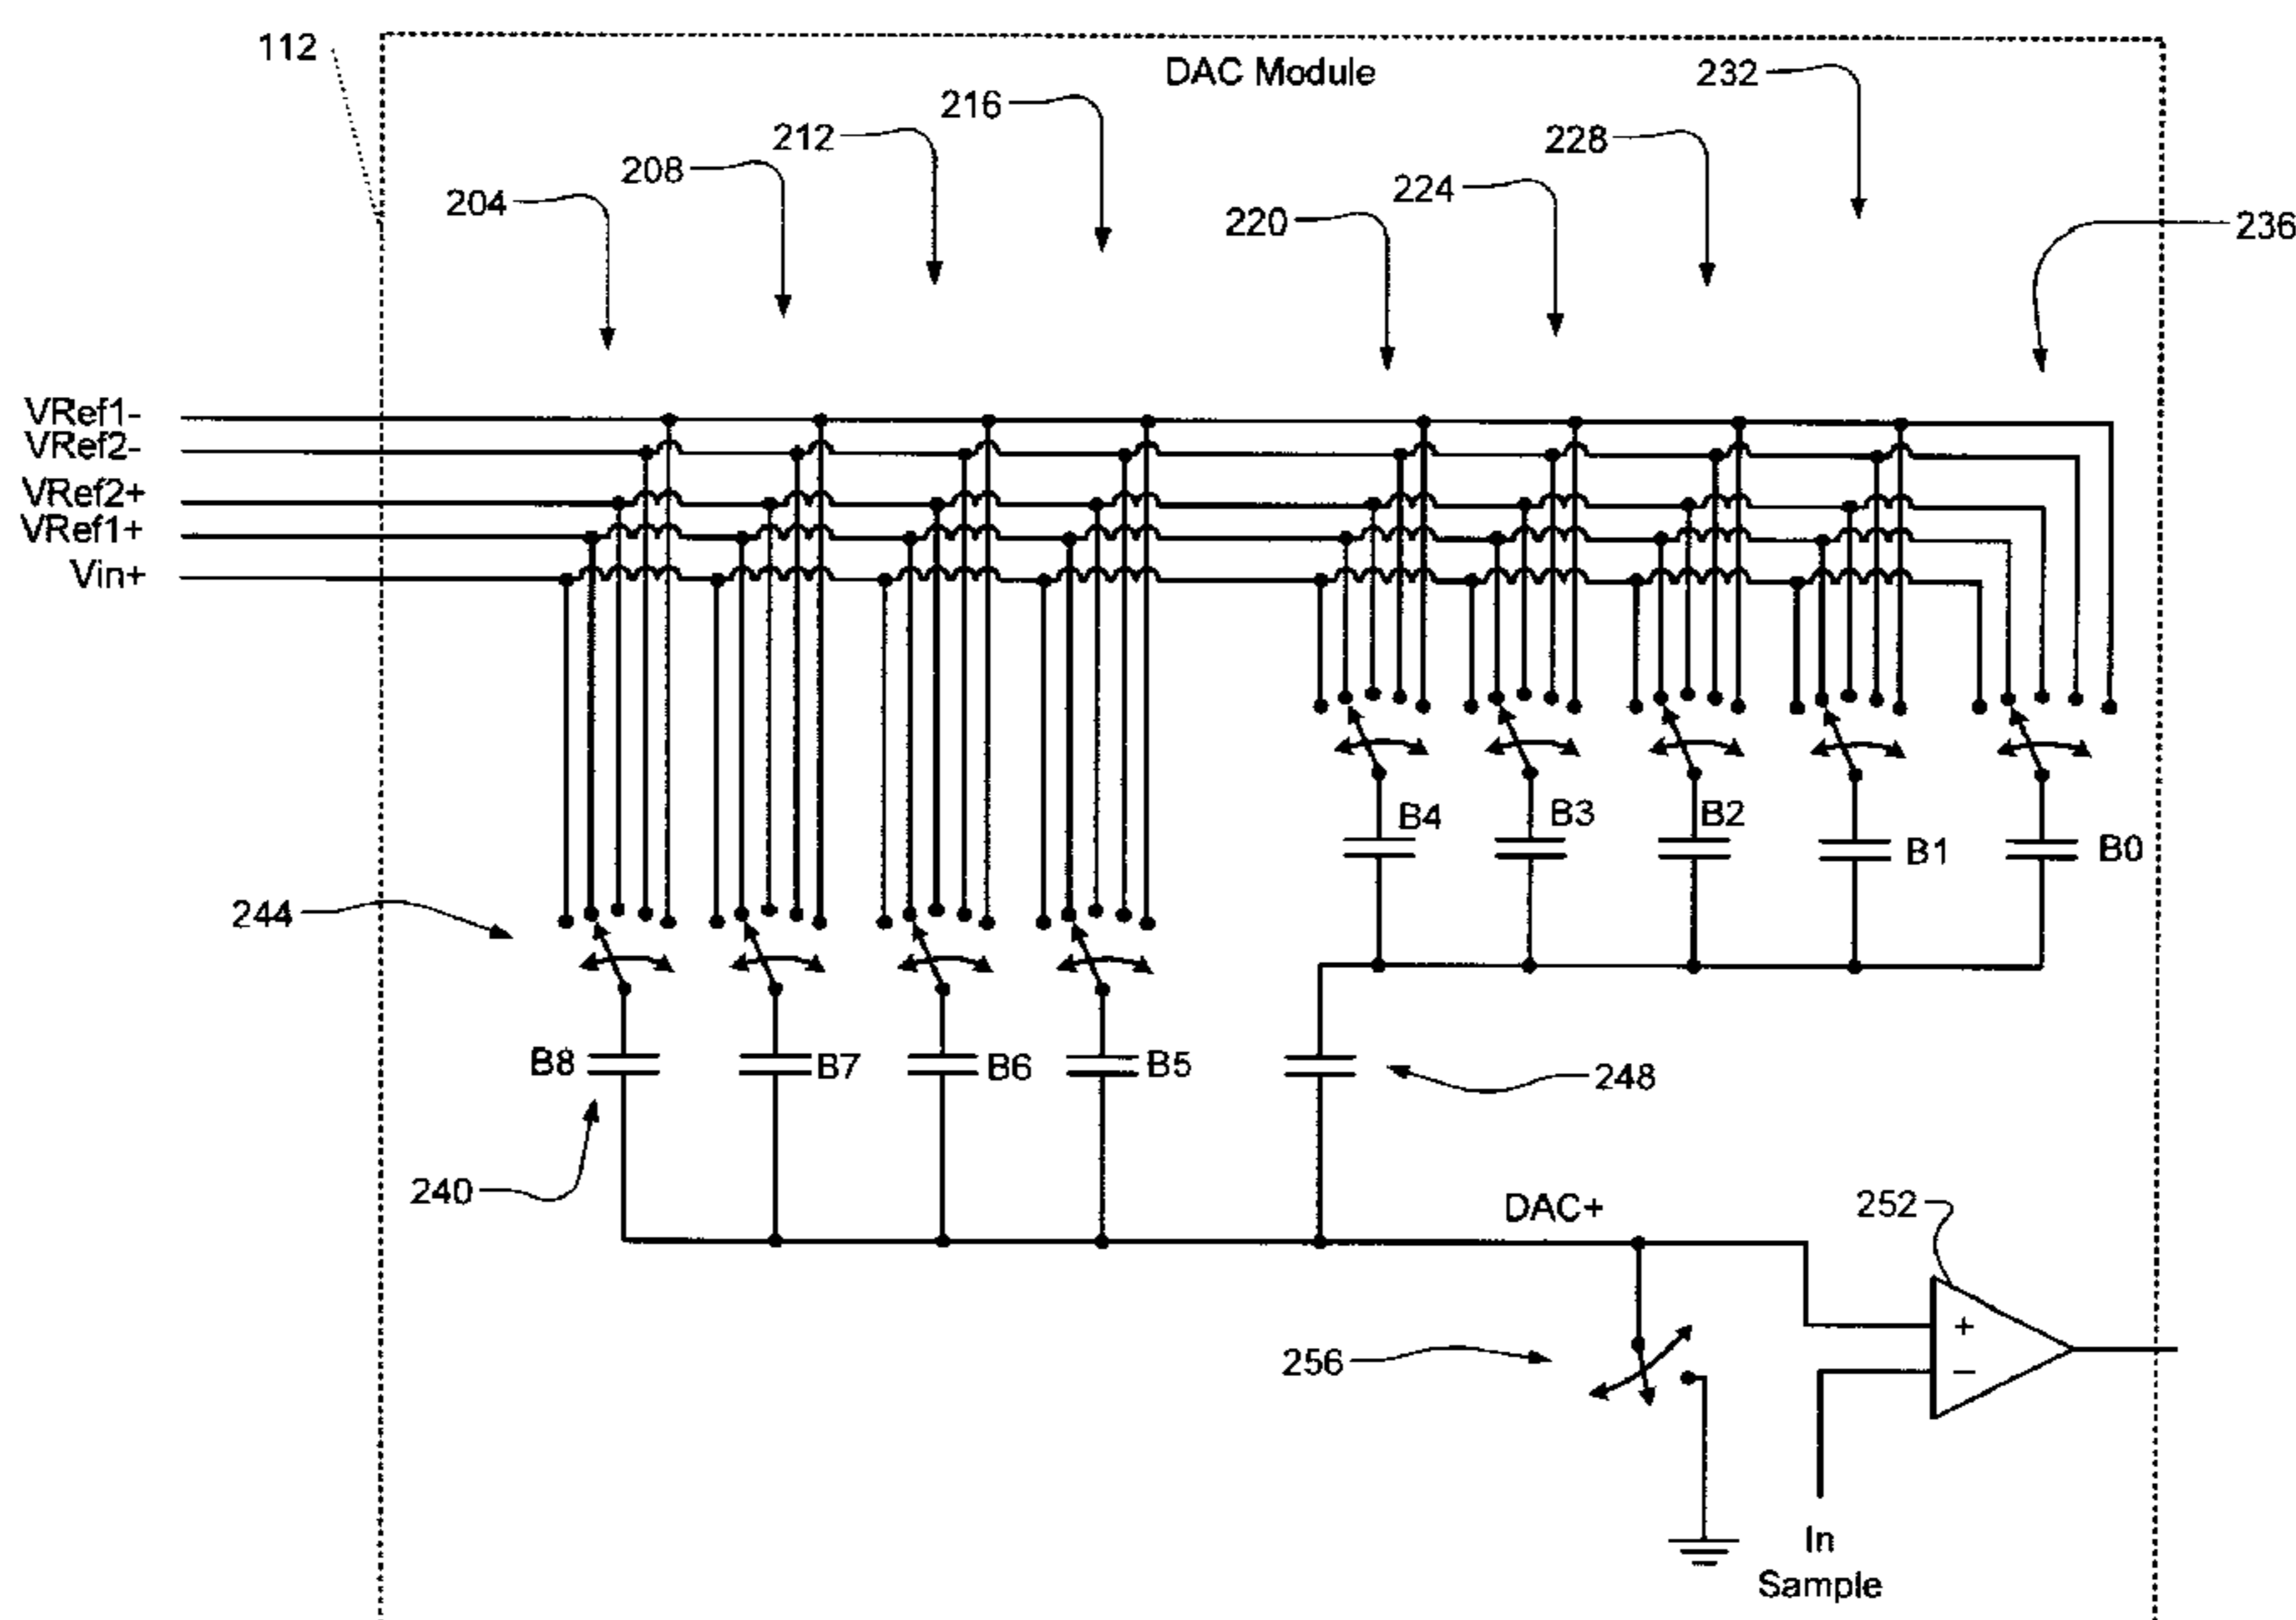 112
DAC Module
232
216
212
228
208
224
204
220
236
VRef1-
VRef2-
VRef2+
VRef1+
Vin+
B4
B3
B2
B1
B0
244
B8
B7
B6
B5
248
240
DAC+
252
+
256
−
In
Sample